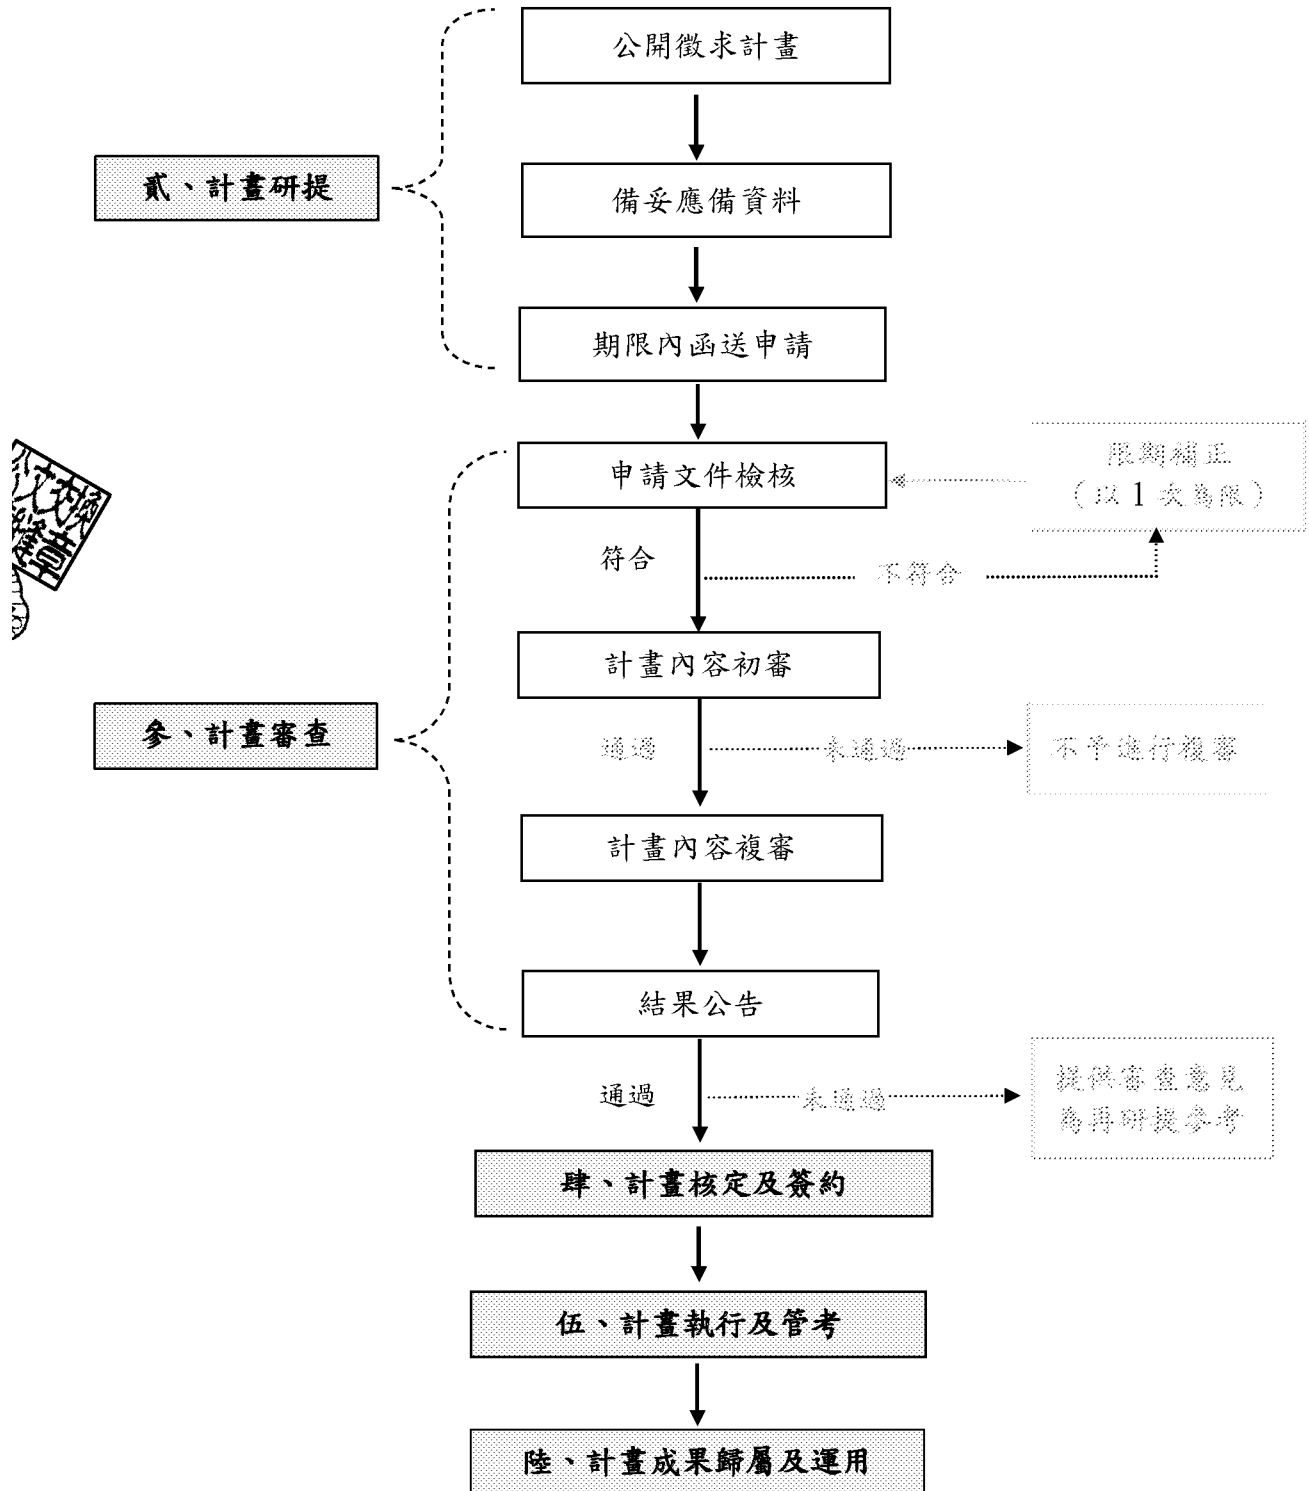 公開徵求計畫
貳、計畫研提
備妥應備資料
期限內函送申請
申請文件檢核
限期補正
（以 1 次為限）
符合
不符合
計畫內容初審
參、計畫審查
通過
未通過
不予進行複審
計畫內容複審
結果公告
通過
未通過
提供審查意見
為再研提參考
肆、計畫核定及簽約
伍、計畫執行及管考
陸、計畫成果歸屬及運用
文交換
縫章